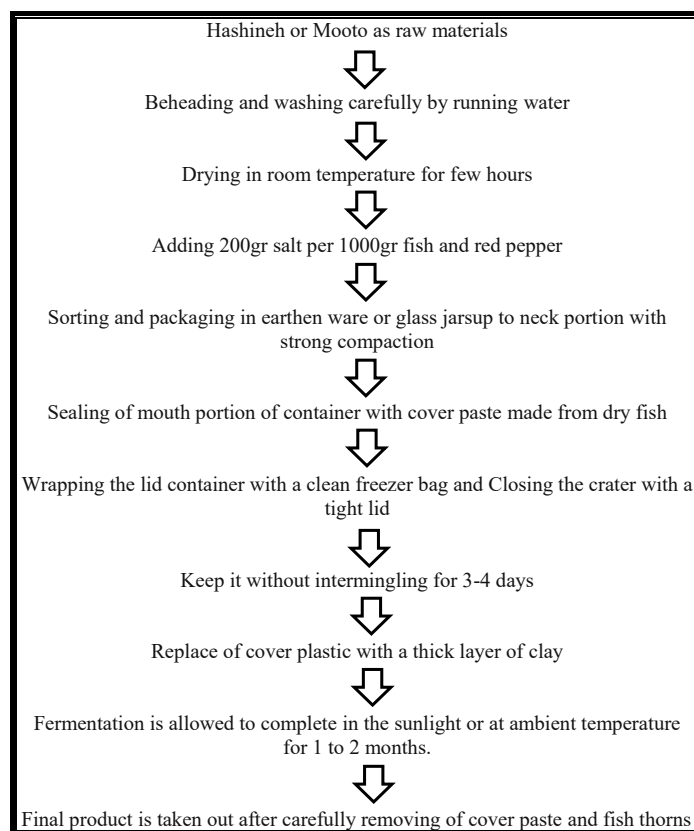 Hashineh or Mooto as raw materials
Beheading and washing carefully by running water
Drying in room temperature for few hours
Adding 200gr salt per 1000gr fish and red pepper
Sorting and packaging in earthen ware or glass jarsup to neck portion with
strong compaction
Sealing of mouth portion of container with cover paste made from dry fish
Wrapping the lid container with a clean freezer bag and Closing the crater with a
tight lid
Keep it without intermingling for 3-4 days
Replace of cover plastic with a thick layer of clay
Fermentation is allowed to complete in the sunlight or at ambient temperature
for 1 to 2 months.
Final product is taken out after carefully removing of cover paste and fish thorns